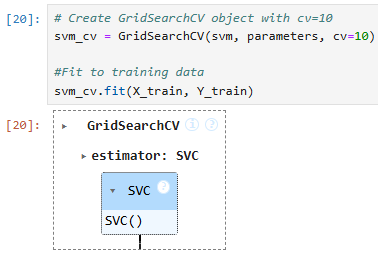 [20]:
# Create GridSearchCV object with cv=10
svm_cv = GridSearchCV(svm, parameters, cv=10)
#Fit to training data
svm_cv.fit(X_train, Y_train)
[20]:
▸ GridSearchCV i ?
▸ estimator: SVC
▾ SVC ?
SVC()